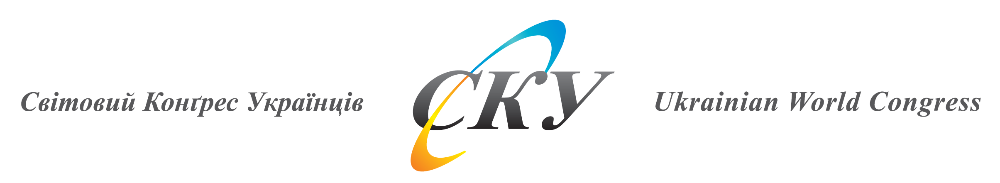 Світовий Конґрес Українців
СКУ
Ukrainian World Congress